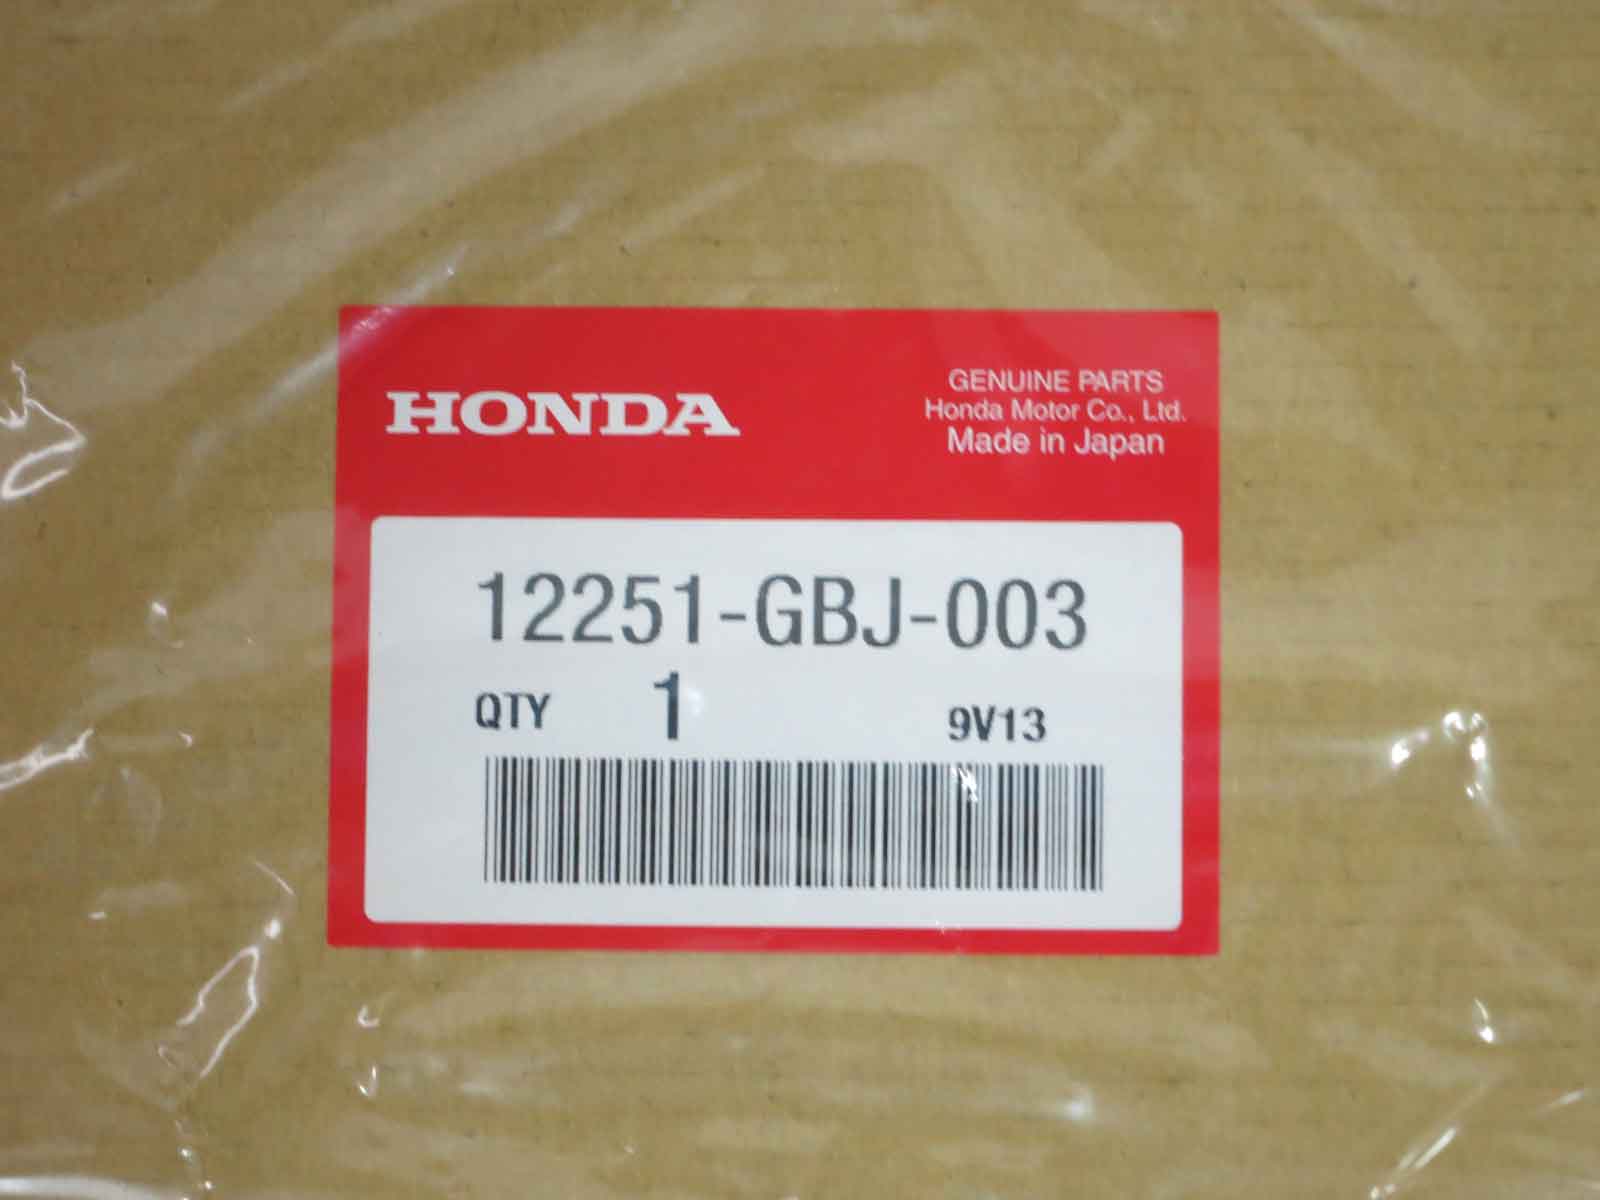 HONDA
GENUINE PARTS
Honda Motor Co., Ltd.
Made in Japan
12251-GBJ-003
QTY 1 9V13